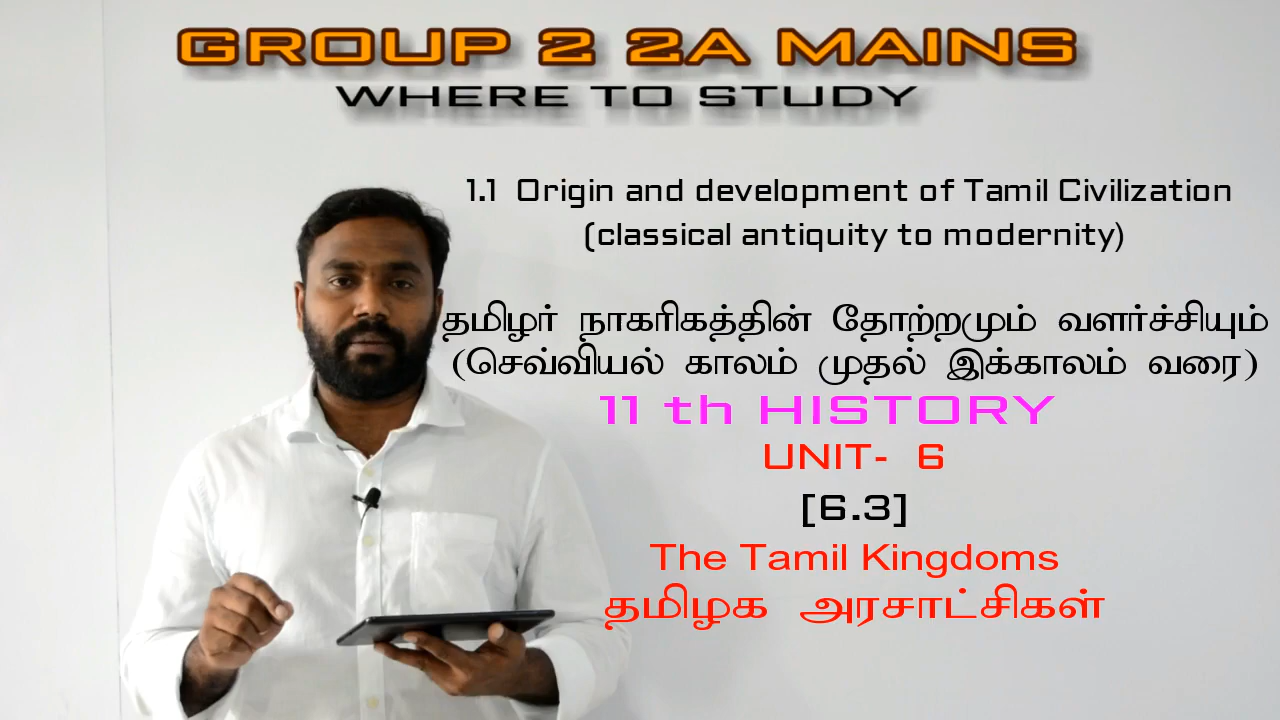 GROUP 2 2A MAINS
WHERE TO STUDY
1.1 Origin and development of Tamil Civilization
(classical antiquity to modernity)
தமிழர் நாகரிகத்தின் தோற்றமும் வளர்ச்சியும்
(செவ்வியல் காலம் முதல் இக்காலம் வரை)
11 th HISTORY
UNIT- 6
[6.3]
The Tamil Kingdoms
தமிழக அரசாட்சிகள்